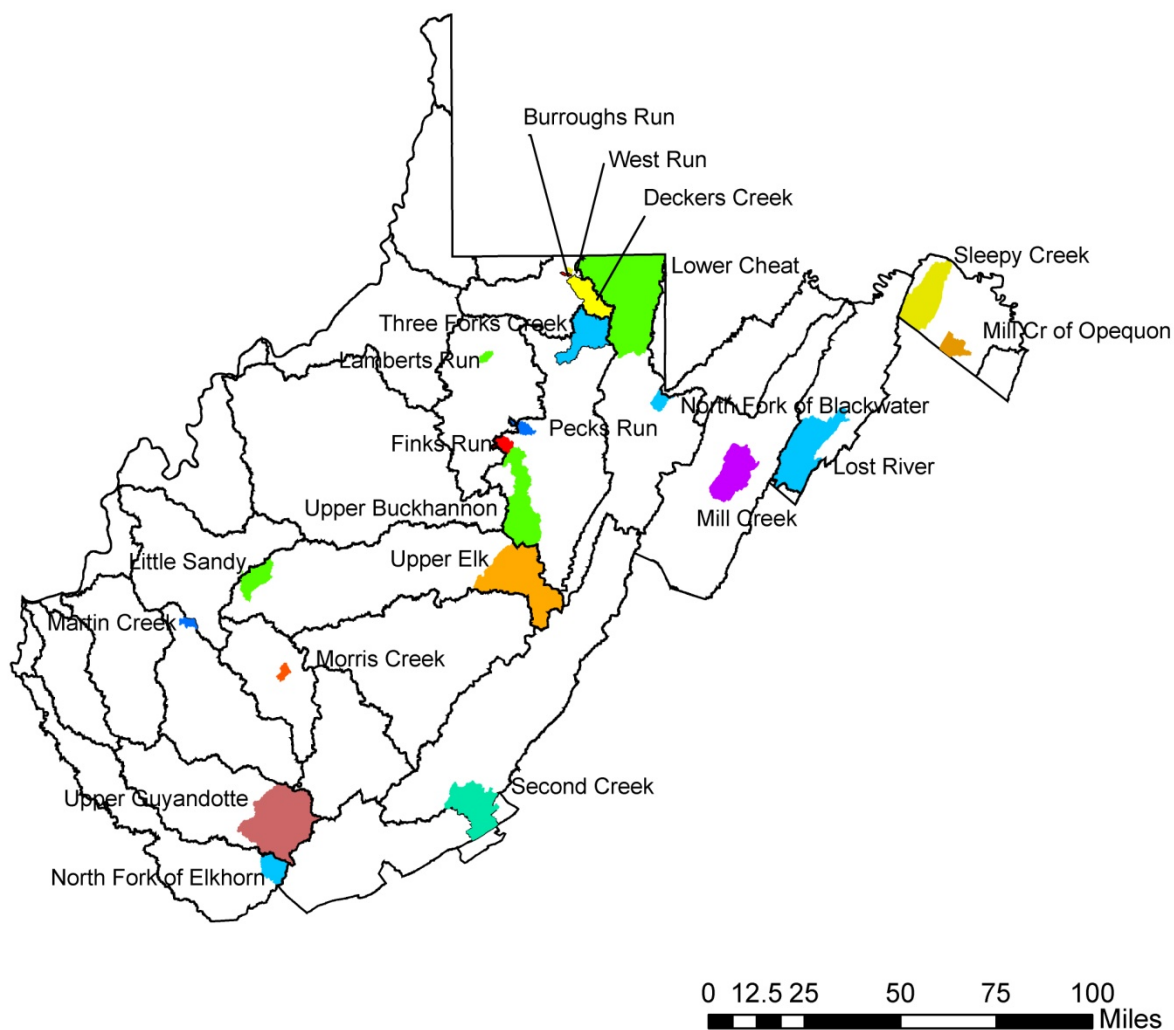 Burroughs Run
West Run
Deckers Creek
Lower Cheat
Sleepy Creek
Three Forks Creek
Mill Cr of Opequon
Lamberts Run
North Fork of Blackwater
Finks Run
Pecks Run
Lost River
Upper Buckhannon
Mill Creek
Little Sandy
Upper Elk
Martin Creek
Morris Creek
Second Creek
Upper Guyandotte
North Fork of Elkhorn
0 12.5 25 50 75 100
Miles